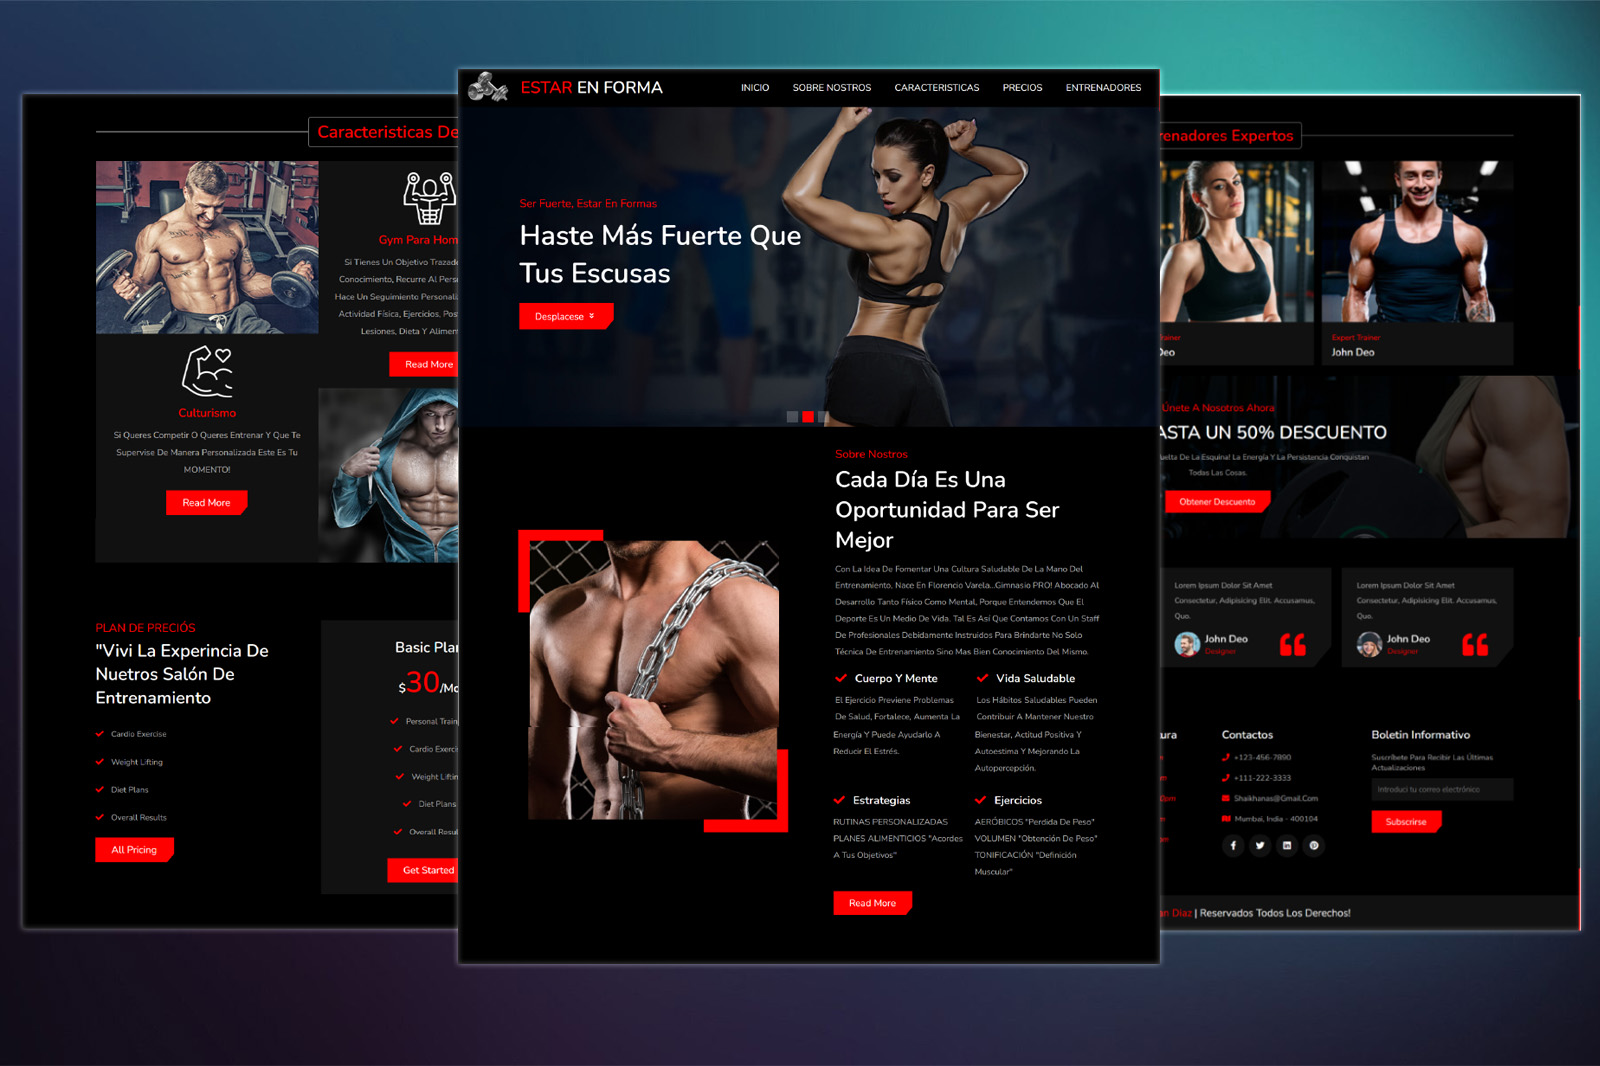 Caracteristicas De
Gym Para Hom
Si Tienes Un Objetivo Trazado
Conocimiento, Recurre Al Pers
Hace Un Seguimiento Personali
Actividad Física, Ejercicios, Pos
Lesiones, Dieta Y Aliment
Read More
Culturismo
Si Queres Competir O Queres Entrenar Y Que Te
Supervise De Manera Personalizada Este Es Tu
MOMENTO!
Read More
PLAN DE PRECIÓS
"Vivi La Experincia De
Nuetros Salón De
Entrenamiento
Cardio Exercise
Weight Lifting
Diet Plans
Overall Results
All Pricing
Basic Plan
$30/Mo
Personal Train
Cardio Exerci
Weight Liftin
Diet Plans
Overall Resul
Get Started
ESTAR EN FORMA
INICIO
SOBRE NOSTROS
CARACTERISTICAS
PRECIOS
ENTRENADORES
Ser Fuerte, Estar En Formas
Haste Más Fuerte Que
Tus Escusas
Desplacese
Sobre Nostros
Cada Día Es Una
Oportunidad Para Ser
Mejor
Con La Idea De Fomentar Una Cultura Saludable De La Mano Del
Entrenamiento, Nace En Florencio Varela...Gimnasio PRO! Abocado Al
Desarrollo Tanto Físico Como Mental, Porque Entendemos Que El
Deporte Es Un Medio De Vida. Tal Es Así Que Contamos Con Un Staff
De Profesionales Debidamente Instruidos Para Brindarte No Solo
Técnica De Entrenamiento Sino Mas Bien Conocimiento Del Mismo.
Cuerpo Y Mente
El Ejercicio Previene Problemas
De Salud, Fortalece, Aumenta La
Energía Y Puede Ayudarlo A
Reducir El Estrés.
Vida Saludable
Los Hábitos Saludables Pueden
Contribuir A Mantener Nuestro
Bienestar, Actitud Positiva Y
Autoestima Y Mejorando La
Autopercepción.
Estrategias
RUTINAS PERSONALIZADAS
PLANES ALIMENTICIOS "Acordes
A Tus Objetivos"
Ejercicios
AERÓBICOS "Perdida De Peso"
VOLUMEN "Obtención De Peso"
TONIFICACIÓN "Definición
Muscular"
Read More
renadores Expertos
rainer
Deo
Expert Trainer
John Deo
Únete A Nosotros Ahora
ASTA UN 50% DESCUENTO
uelta De La Esquina! La Energía Y La Persistencia Conquistan
Todas Las Cosas.
Obtener Descuento
Lorem Ipsum Dolor Sit Amet
Consectetur, Adipisicing Elit. Accusamus,
Quo.
John Deo
Designer
Lorem Ipsum Dolor Sit Amet
Consectetur, Adipisicing Elit. Accusamus,
Quo.
John Deo
Designer
ura
om
Contactos
+123-456-7890
+111-222-3333
Shaikhanas@Gmail.Com
Mumbai, India - 400104
Boletin Informativo
Suscríbete Para Recibir Las Últimas
Actualizaciones
Introduci tu correo electrónico
Subscrirse
an Diaz | Reservados Todos Los Derechos!